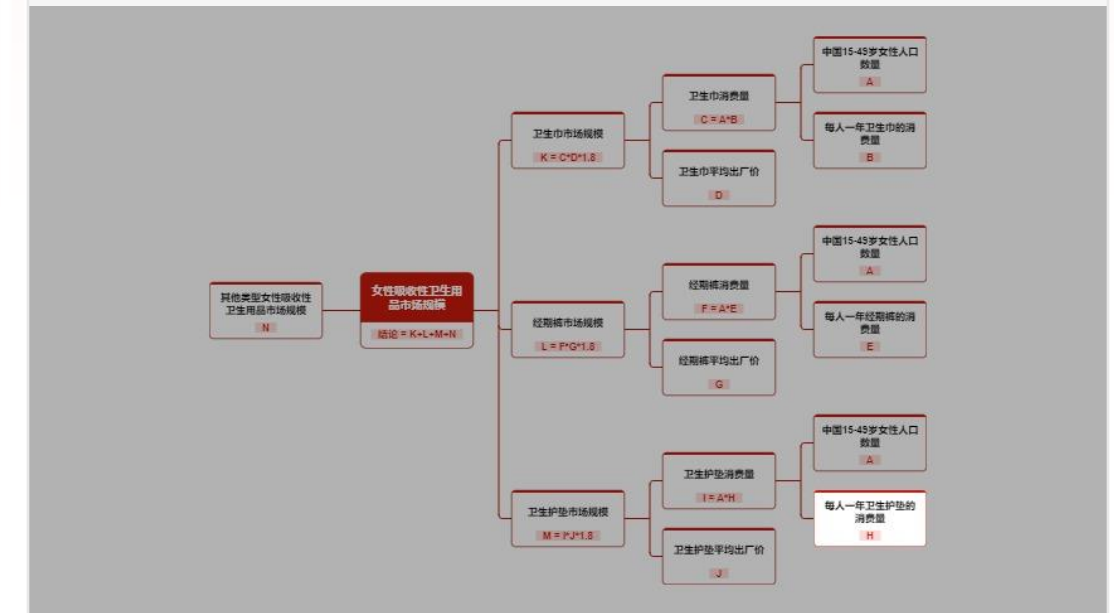 中国15-49岁女性人口
数量
A
卫生巾消费量
C = A*B
每人一年卫生巾的消
费量
B
卫生巾市场规模
K = C*D*1.8
卫生巾平均出厂价
D
中国15-49岁女性人口
数量
A
经期裤消费量
F = A*E
每人一年经期裤的消
费量
E
其他类型女性吸收性
卫生用品市场规模
N
女性吸收性卫生用
品市场规模
结论 = K+L+M+N
经期裤市场规模
L = F*G*1.8
经期裤平均出厂价
G
中国15-49岁女性人口
数量
A
卫生护垫消费量
I = A*H
每人一年卫生护垫的
消费量
H
卫生护垫市场规模
M = I*J*1.8
卫生护垫平均出厂价
J